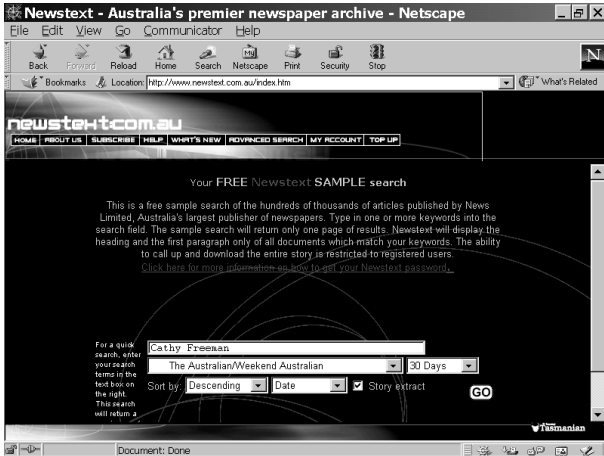 Newstext - Australia's premier newspaper archive - Netscape
File Edit View Go Communicator Help
Back Forward Reload Home Search Netscape Print Security Stop
My
N
Bookmarks Location: http://www.newstext.com.au/index.htm What's Related
newstext.com.au
HOME ABOUT US SUBSCRIBE HELP WHAT'S NEW ADVANCED SEARCH MY ACCOUNT TOP UP
Your FREE Newstext SAMPLE search
This is a free sample search of the hundreds of thousands of articles published by News
Limited, Australia's largest publisher of newspapers. Type in one or more keywords into the
search field. The sample search will return only one page of results. Newstext will display the
heading and the first paragraph only of all documents which match your keywords. The ability
to call up and download the entire story is restricted to registered users.
Click here for more information on how to get your Newstext password.
For a quick
search, enter
your search
terms in the
text box on
the right.
This search
will return a
Cathy Freeman
The Australian/Weekend Australian 30 Days
Sort by: Descending Date Story extract
GO
Tasmanian
Document: Done